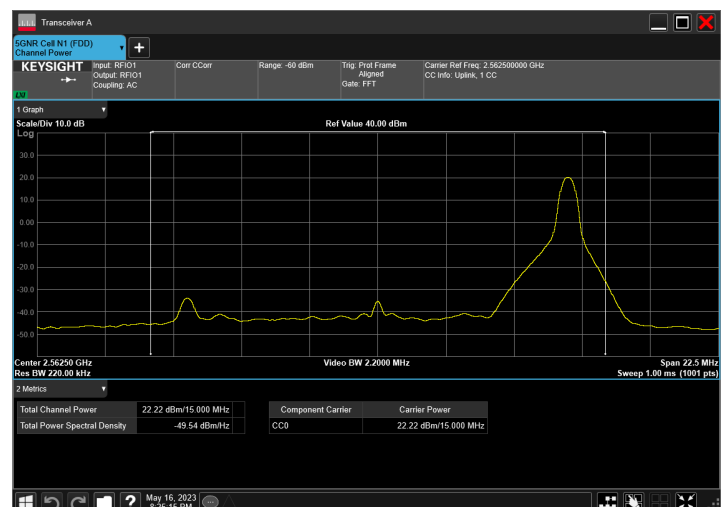 Transceiver A
5GNR Cell N1 (FDD)
Channel Power
KEYSIGHT
LXI
Input: RFIO1
Output: RFIO1
Coupling: AC
Corr CCorr
Range: -60 dBm
Trig: Prot Frame
Aligned
Gate: FFT
Carrier Ref Freq: 2.562500000 GHz
CC Info: Uplink, 1 CC
1 Graph
Scale/Div 10.0 dB
Ref Value 40.00 dBm
Log
30.0
20.0
10.0
0.00
-10.0
-20.0
-30.0
-40.0
-50.0
Center 2.56250 GHz
Video BW 2.2000 MHz
Span 22.5 MHz
Res BW 220.00 kHz
Sweep 1.00 ms (1001 pts)
2 Metrics
Total Channel Power 22.22 dBm/15.000 MHz
Total Power Spectral Density -49.54 dBm/Hz
Component Carrier Carrier Power
CC0 22.22 dBm/15.000 MHz
?
May 16, 2023
8:25:15 PM